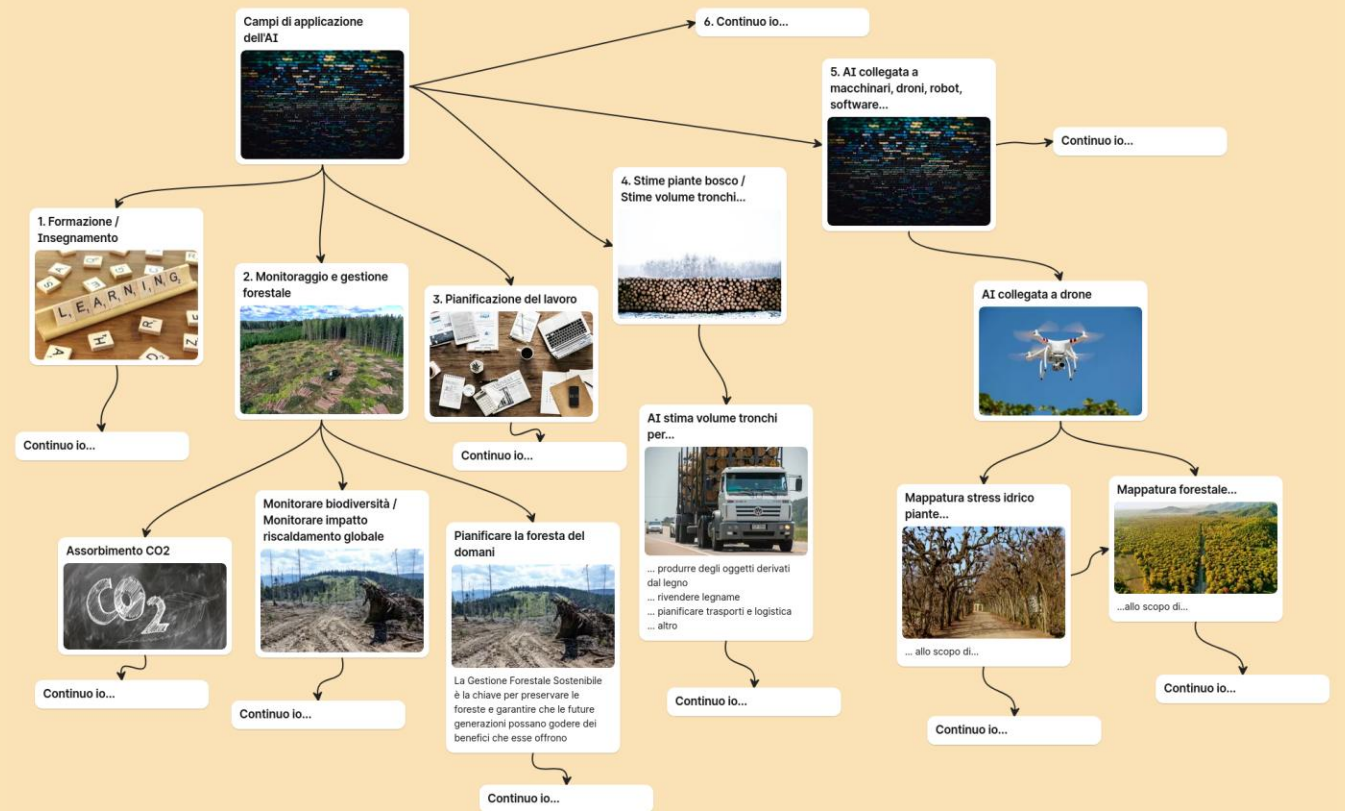 Campi di applicazione
dell'AI
6. Continuo io...
5. AI collegata a
macchinari, droni, robot,
software...
Continuo io...
4. Stime piante bosco /
Stime volume tronchi...
1. Formazione /
Insegnamento
LEARNING
2. Monitoraggio e gestione
forestale
3. Pianificazione del lavoro
AI collegata a drone
Continuo io...
Continuo io...
AI stima volume tronchi
per...
... produrre degli oggetti derivati
dal legno
... rivendere legname
... pianificare trasporti e logistica
... altro
Assorbimento CO2
CO2
Monitorare biodiversità /
Monitorare impatto
riscaldamento globale
Pianificare la foresta del
domani
La Gestione Forestale Sostenibile
è la chiave per preservare le
foreste e garantire che le future
generazioni possano godere dei
benefici che esse offrono
Mappatura stress idrico
piante...
... allo scopo di...
Mappatura forestale...
...allo scopo di...
Continuo io...
Continuo io...
Continuo io...
Continuo io...
Continuo io...
Continuo io...